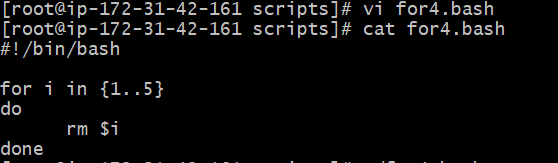 [root@ip-172-31-42-161 scripts]# vi for4.bash
[root@ip-172-31-42-161 scripts]# cat for4.bash
#!/bin/bash

for i in {1..5}
do
      rm $i
done